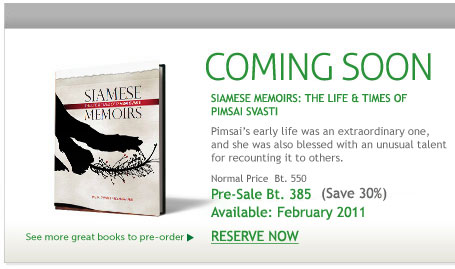 COMING SOON
SIAMESE MEMOIRS: THE LIFE & TIMES OF
PIMSAI SVASTI
Pimsai's early life was an extraordinary one,
and she was also blessed with an unusual talent
for recounting it to others.
Normal Price Bt. 550
Pre-Sale Bt. 385 (Save 30%)
Available: February 2011
RESERVE NOW
See more great books to pre-order ▶
SIAMESE
MEMOIRS